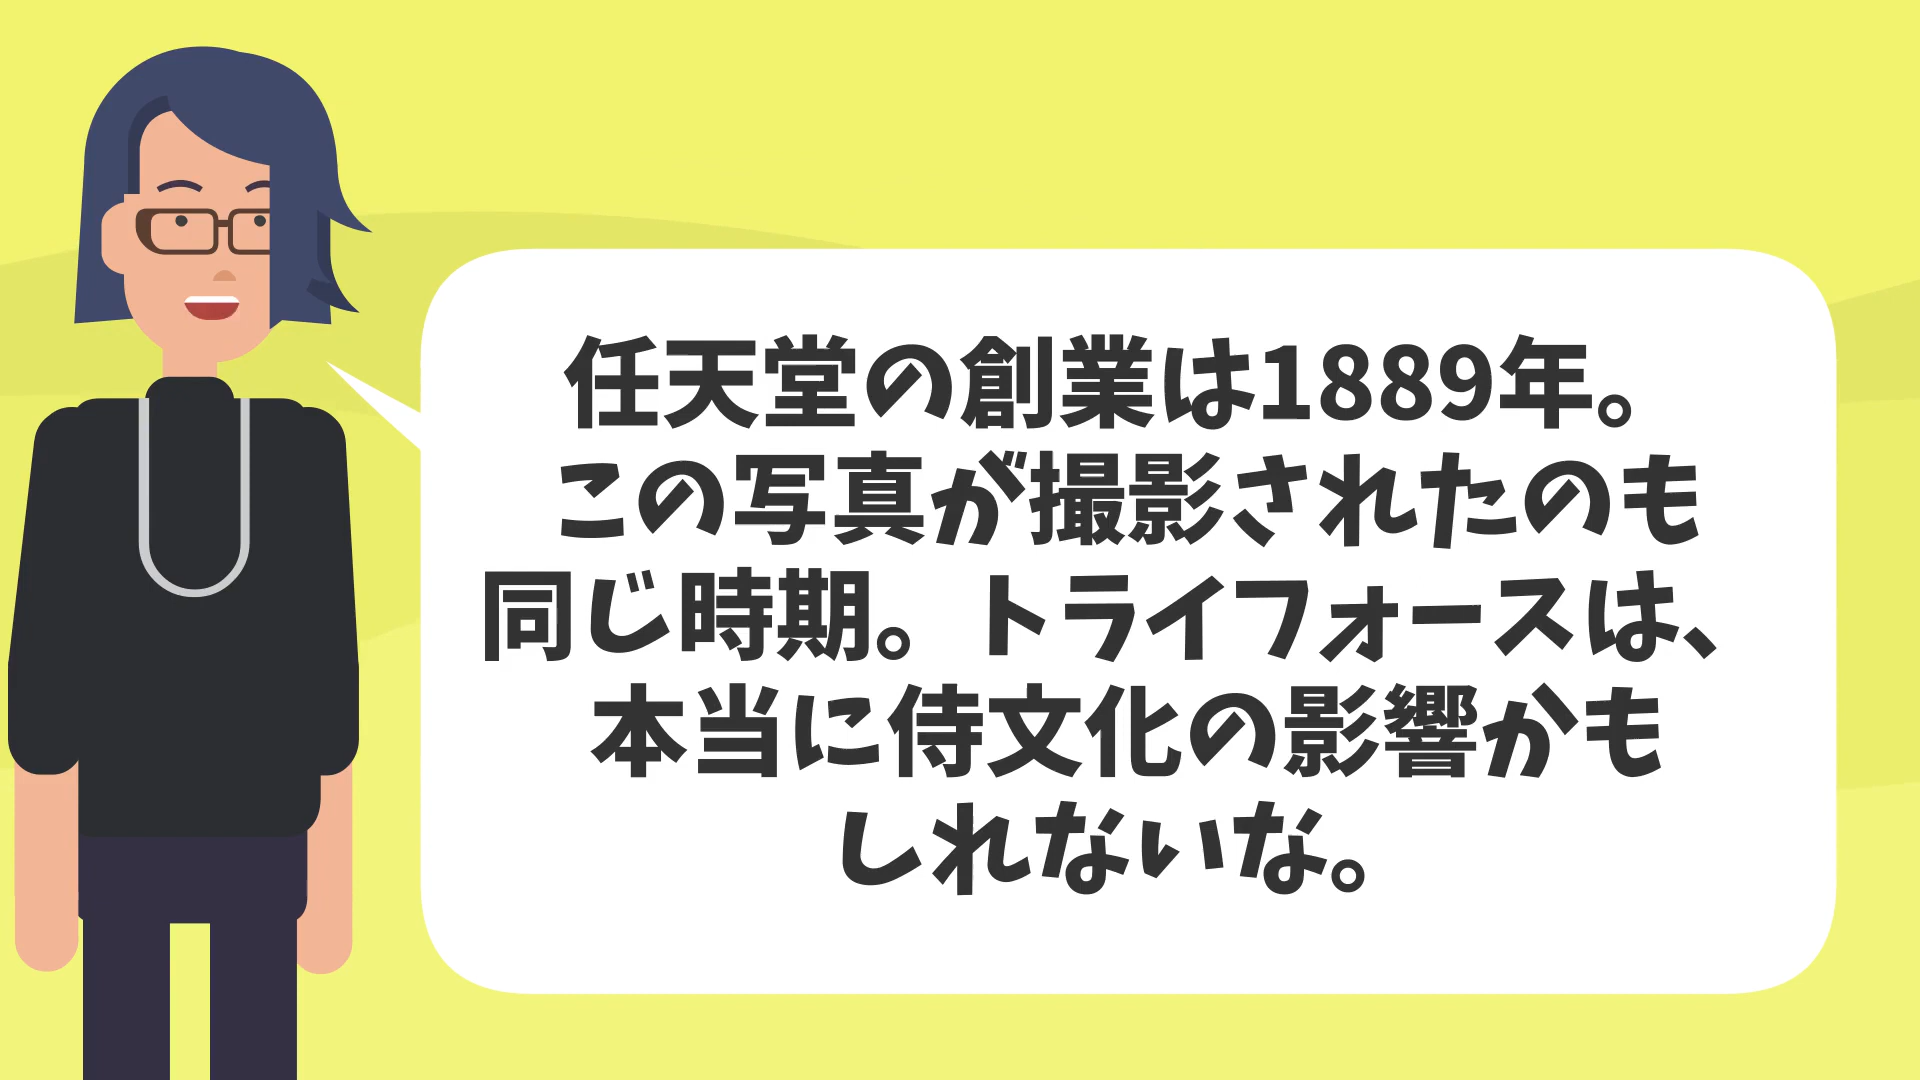 任天堂の創業は1889年。
この写真が撮影されたのも
同じ時期。トライフォースは、
本当に侍文化の影響かも
しれないな。